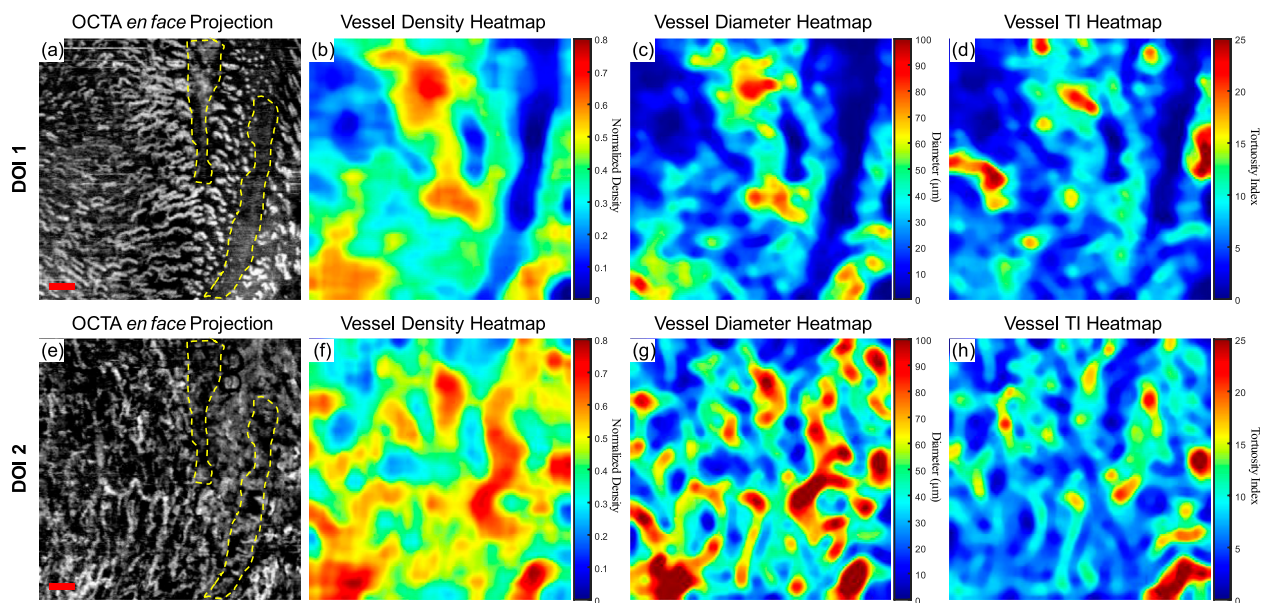 OCTA en face Projection
Vessel Density Heatmap
Vessel Diameter Heatmap
Vessel TI Heatmap
DOI 1
(a)
(b)
0.8
0.7
0.6
0.5
0.4
0.3
0.2
0.1
0
Normalized Density
(c)
100
90
80
70
60
50
40
30
20
10
0
Diameter (μm)
(d)
25
20
15
10
5
0
Tortuosity Index
OCTA en face Projection
Vessel Density Heatmap
Vessel Diameter Heatmap
Vessel TI Heatmap
DOI 2
(e)
(f)
0.8
0.7
0.6
0.5
0.4
0.3
0.2
0.1
0
Normalized Density
(g)
100
90
80
70
60
50
40
30
20
10
0
Diameter (μm)
(h)
25
20
15
10
5
0
Tortuosity Index